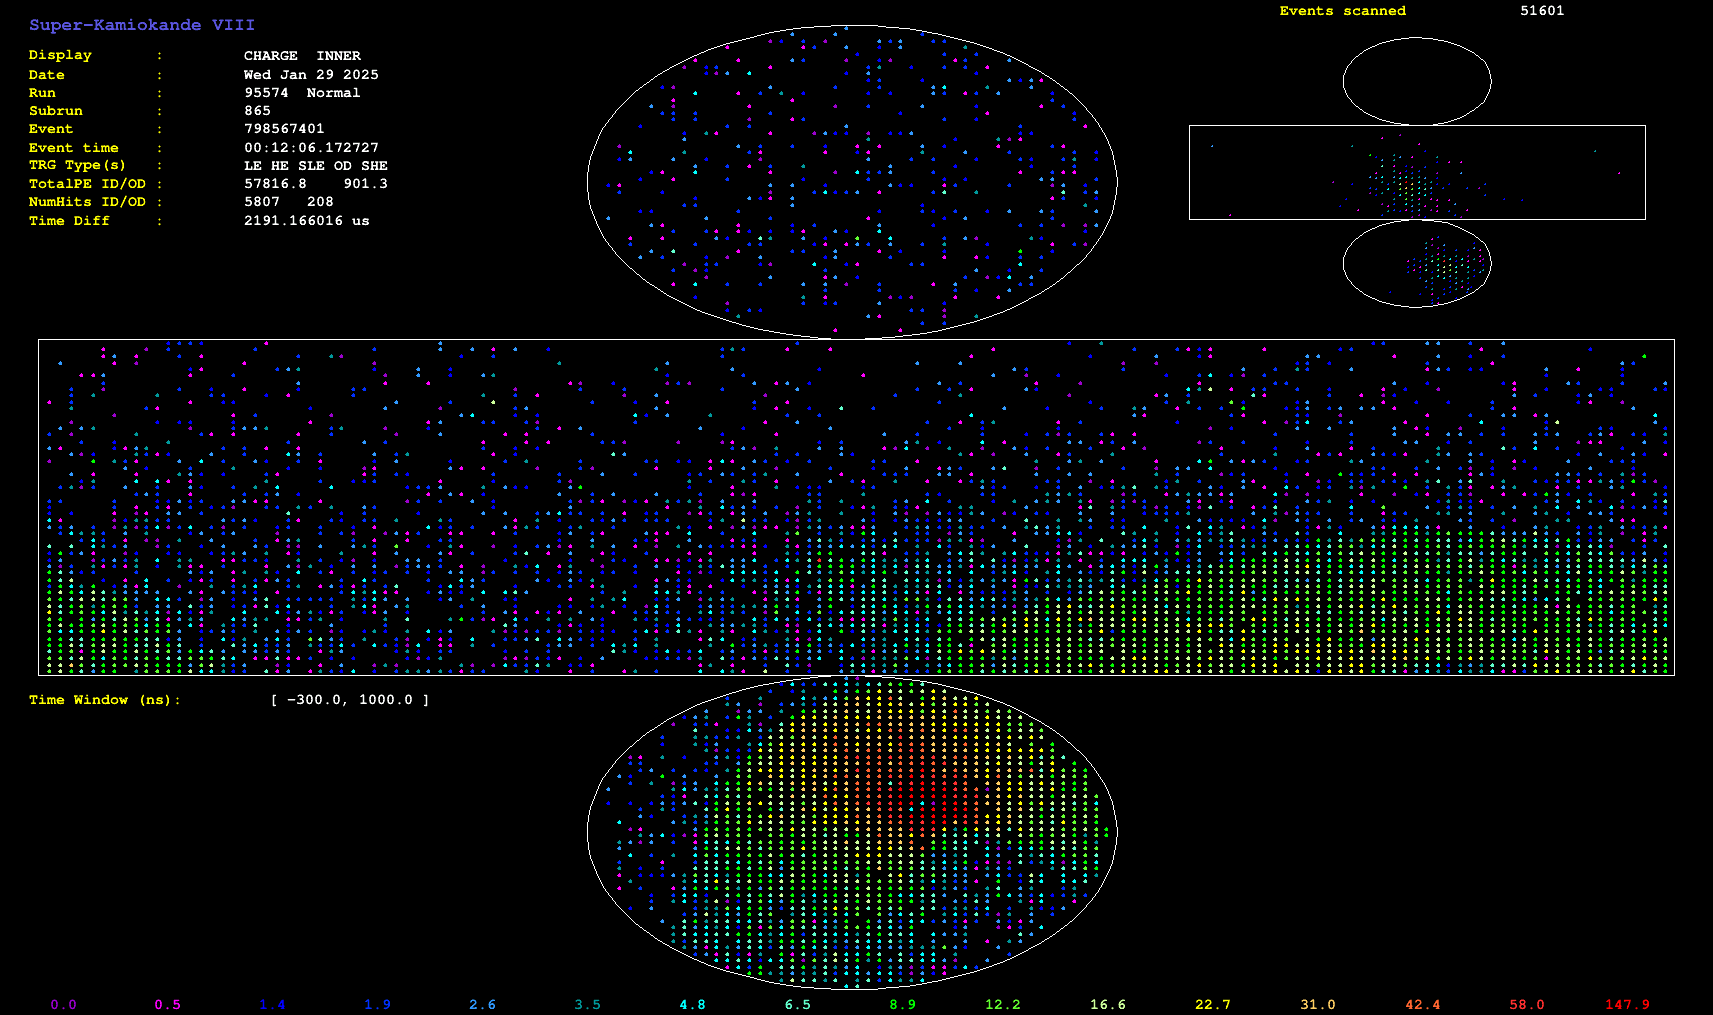 Super-Kamiokande VIII
Display : CHARGE INNER
Date : Wed Jan 29 2025
Run : 95574 Normal
Subrun : 865
Event : 798567401
Event time : 00:12:06.172727
TRG Type(s) : LE HE SLE OD SHE
TotalPE ID/OD : 57816.8 901.3
NumHits ID/OD : 5807 208
Time Diff : 2191.166016 us
Events scanned 51601
Time Window (ns): [ -300.0, 1000.0 ]
0.0 0.5 1.4 1.9 2.6 3.5 4.8 6.5 8.9 12.2 16.6 22.7 31.0 42.4 58.0 147.9